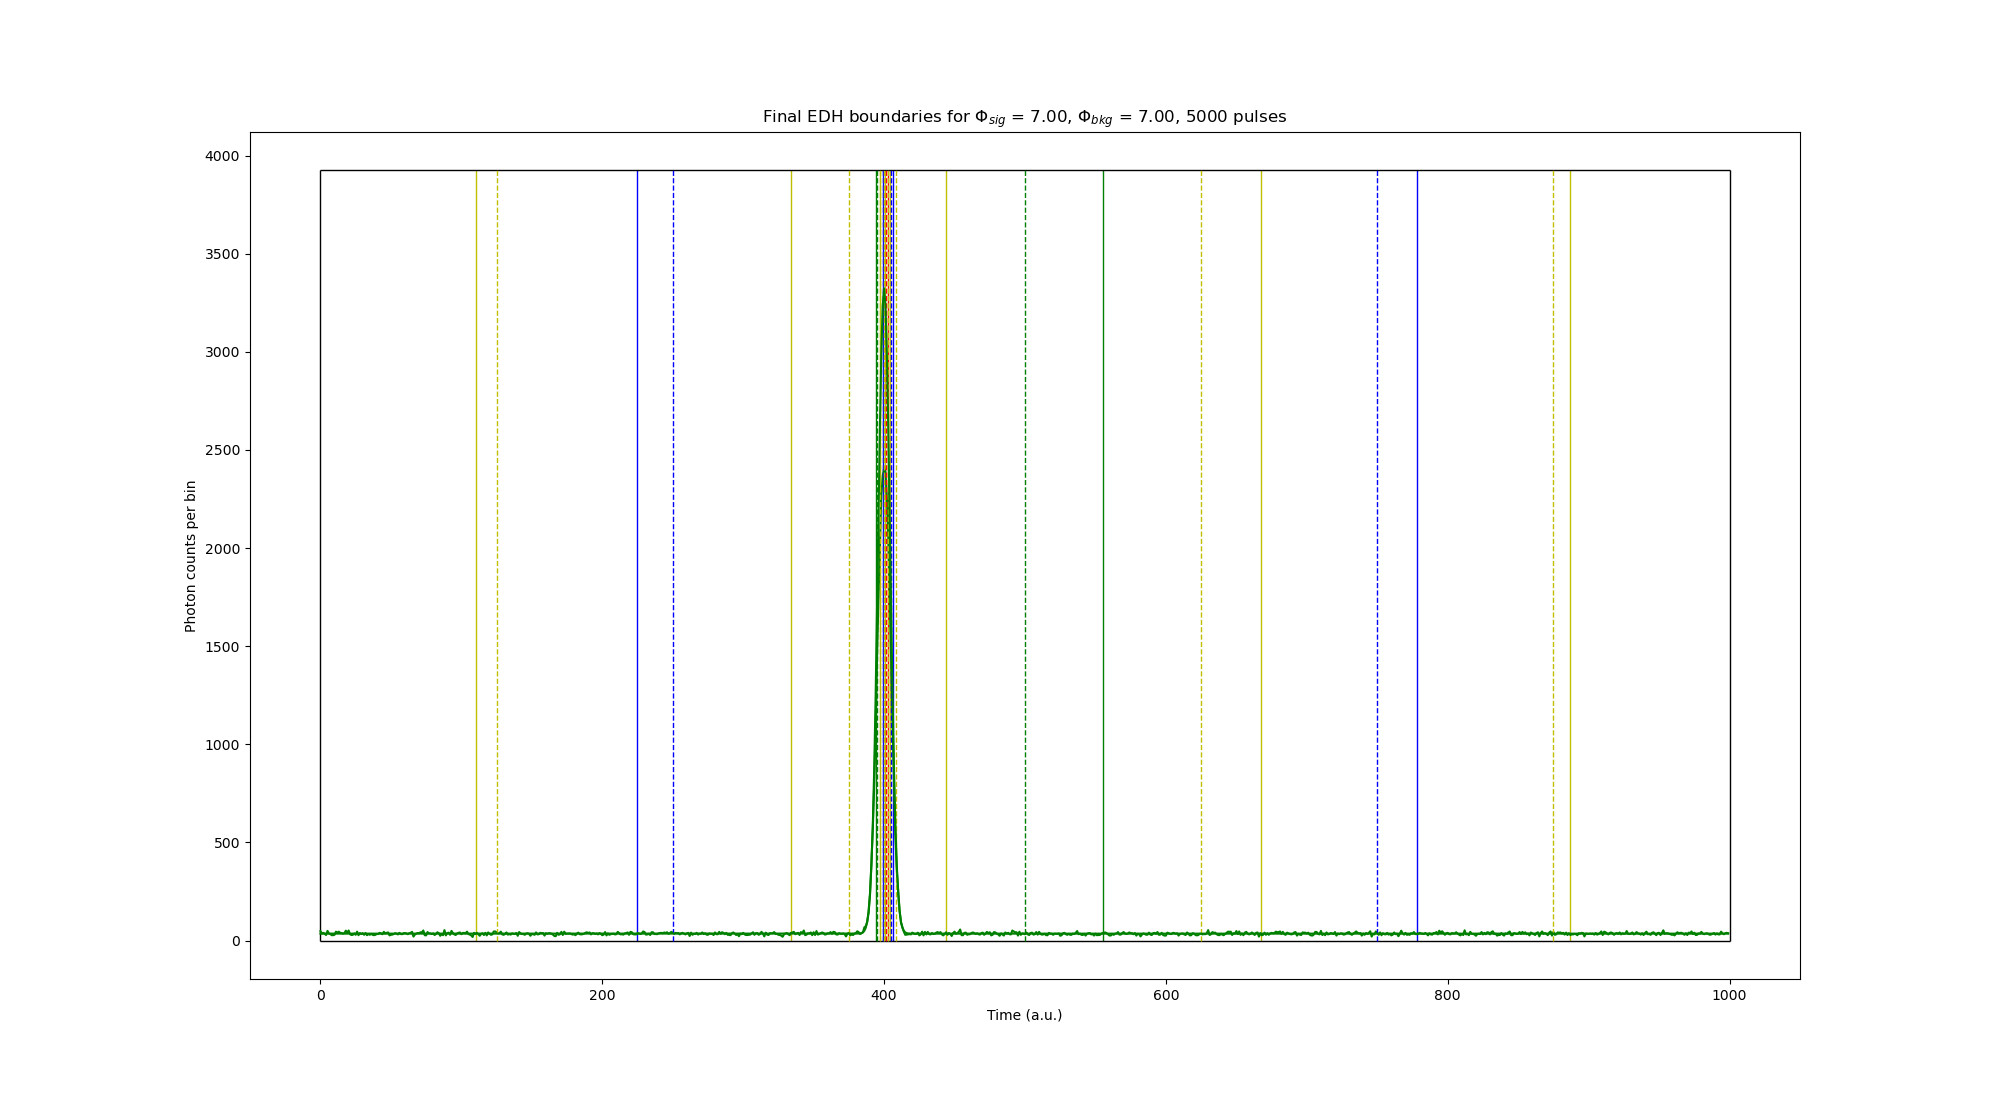 Final EDH boundaries for Φsig = 7.00, Φbkg = 7.00, 5000 pulses
4000
3500
3000
2500
2000
1500
1000
500
0
Photon counts per bin
0 200 400 600 800 1000
Time (a.u.)